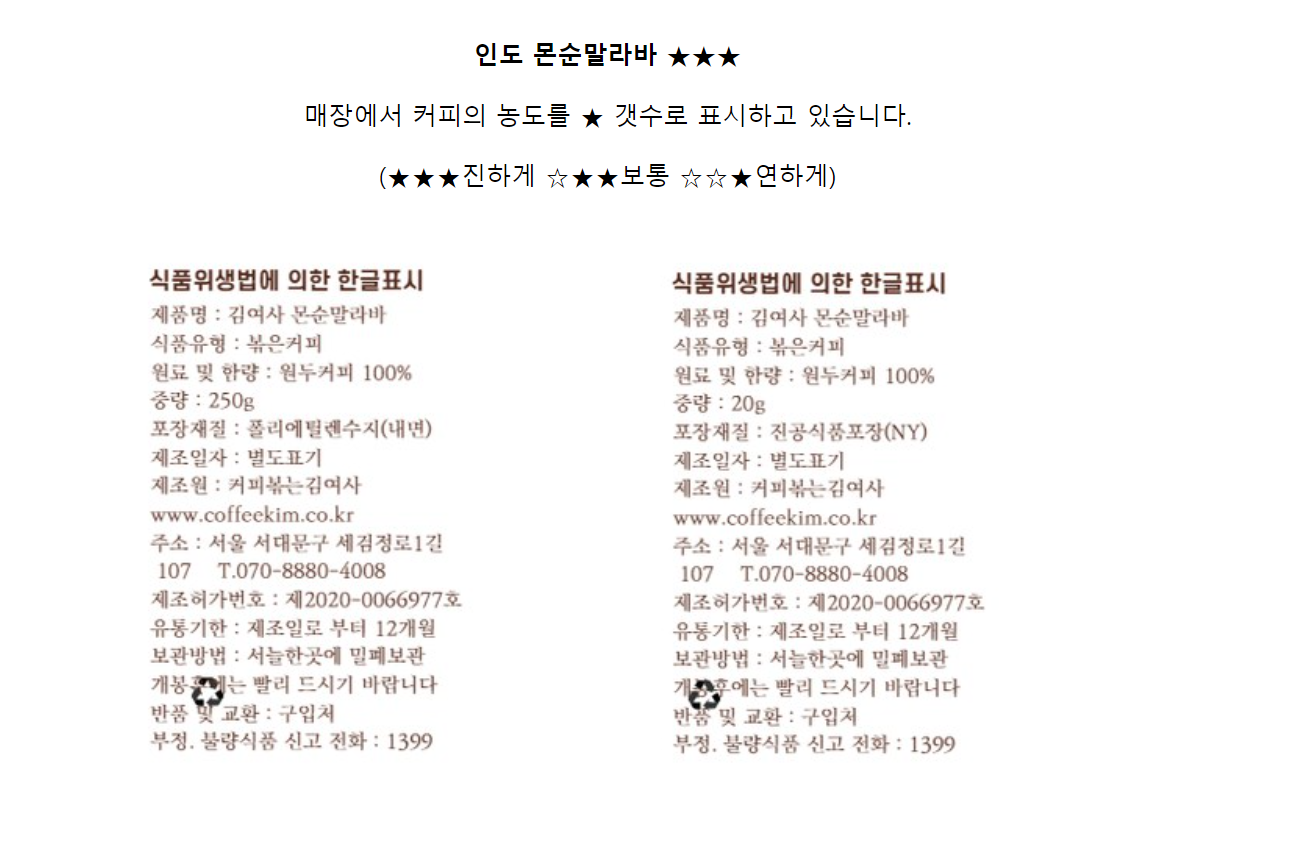 인도 몬순말라바 ★★★
매장에서 커피의 농도를 ★ 갯수로 표시하고 있습니다.
(★★★진하게 ☆★★보통 ☆☆★연하게)
식품위생법에 의한 한글표시
제품명 : 김여사 몬순말라바
식품유형 : 볶은커피
원료 및 함량 : 원두커피 100%
중량 : 250g
포장재질 : 폴리에틸렌수지(내면)
제조일자 : 별도표기
제조원 : 커피볶는김여사
www.coffeekim.co.kr
주소 : 서울 서대문구 세검정로1길
107 T.070-8880-4008
제조허가번호 : 제2020-0066977호
유통기한 : 제조일로 부터 12개월
보관방법 : 서늘한곳에 밀폐보관
개봉후에는 빨리 드시기 바랍니다
반품 및 교환 : 구입처
부정. 불량식품 신고 전화 : 1399
식품위생법에 의한 한글표시
제품명 : 김여사 몬순말라바
식품유형 : 볶은커피
원료 및 함량 : 원두커피 100%
중량 : 20g
포장재질 : 진공식품포장(NY)
제조일자 : 별도표기
제조원 : 커피볶는김여사
www.coffeekim.co.kr
주소 : 서울 서대문구 세검정로1길
107 T.070-8880-4008
제조허가번호 : 제2020-0066977호
유통기한 : 제조일로 부터 12개월
보관방법 : 서늘한곳에 밀폐보관
개봉후에는 빨리 드시기 바랍니다
반품 및 교환 : 구입처
부정. 불량식품 신고 전화 : 1399